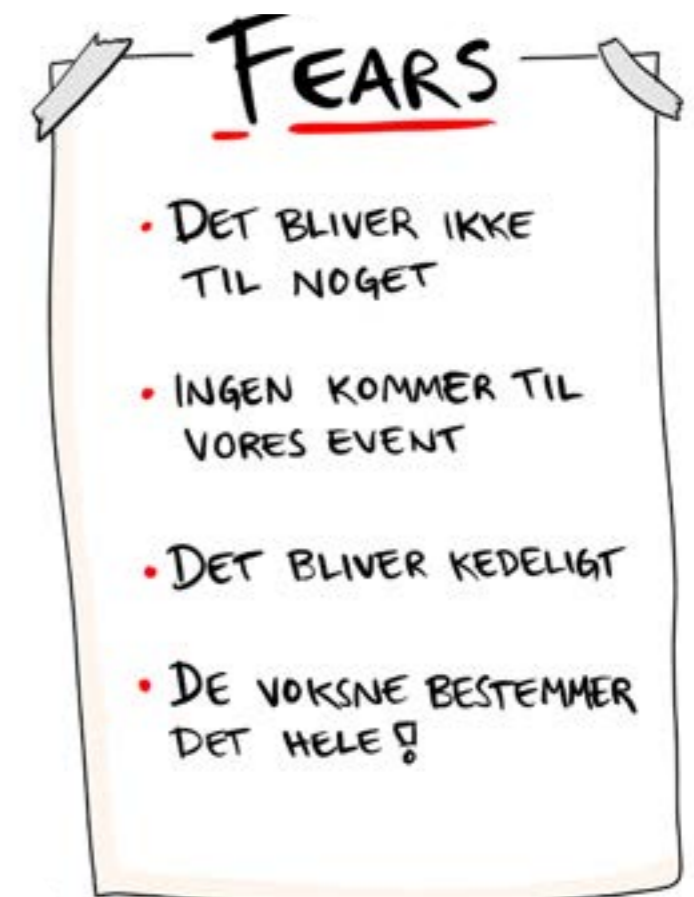 FEARS
• DET BLIVER IKKE
TIL NOGET
• INGEN KOMMER TIL
VORES EVENT
• DET BLIVER KEDELIGT
• DE VOKSNE BESTEMMER
DET HELE!